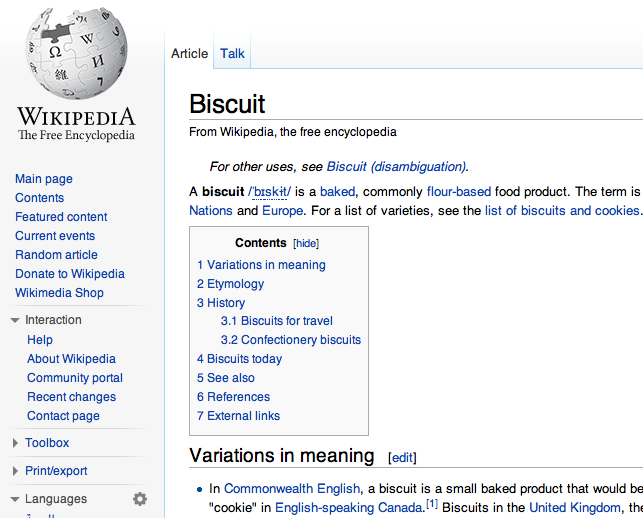 Ω W И 維 7
WIKIPEDIA
The Free Encyclopedia
Main page
Contents
Featured content
Current events
Random article
Donate to Wikipedia
Wikimedia Shop
Interaction
Help
About Wikipedia
Community portal
Recent changes
Contact page
Toolbox
Print/export
Languages
Article Talk
Biscuit
From Wikipedia, the free encyclopedia
For other uses, see Biscuit (disambiguation).
A biscuit /ˈbɪskɨt/ is a baked, commonly flour-based food product. The term is
Nations and Europe. For a list of varieties, see the list of biscuits and cookies.
Contents [hide]
1 Variations in meaning
2 Etymology
3 History
3.1 Biscuits for travel
3.2 Confectionery biscuits
4 Biscuits today
5 See also
6 References
7 External links
Variations in meaning [edit]
• In Commonwealth English, a biscuit is a small baked product that would be
"cookie" in English-speaking Canada.[1] Biscuits in the United Kingdom, the